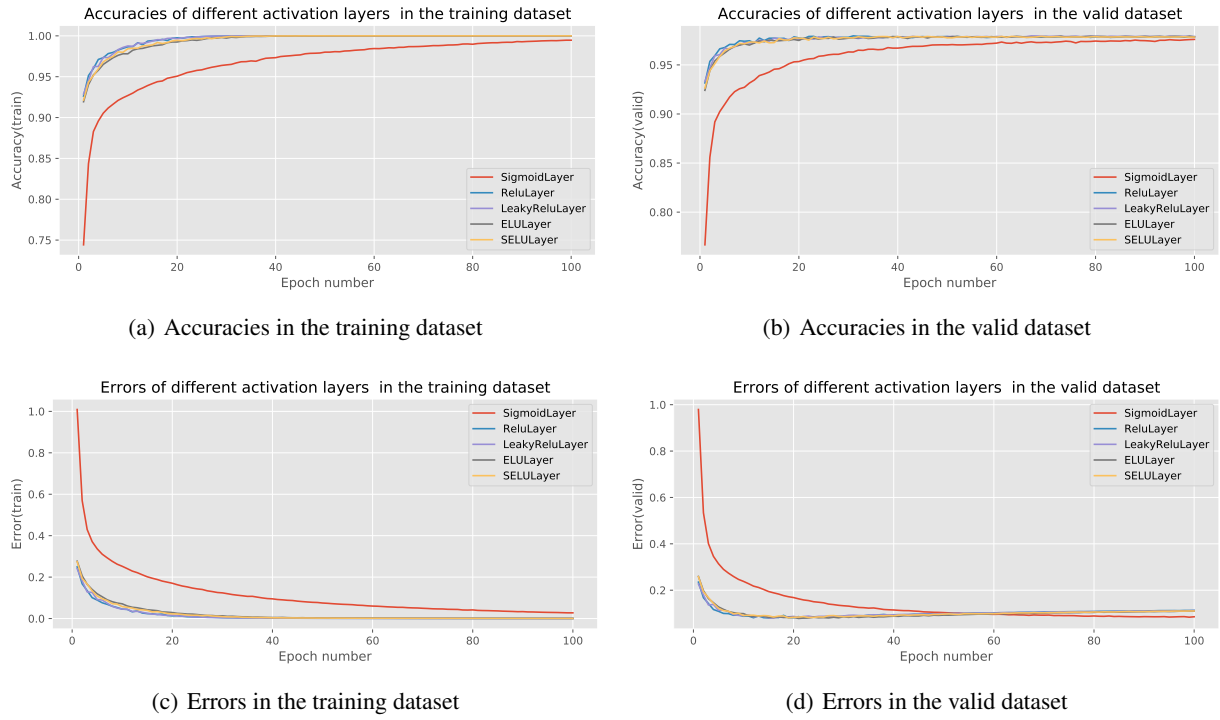 Accuracies of different activation layers  in the training dataset
Accuracy(train)
1.00
0.95
0.90
0.85
0.80
0.75
SigmoidLayer
ReluLayer
LeakyReluLayer
ELULayer
SELULayer
0 20 40 60 80 100
Epoch number
(a) Accuracies in the training dataset
Accuracies of different activation layers  in the valid dataset
Accuracy(valid)
0.95
0.90
0.85
0.80
SigmoidLayer
ReluLayer
LeakyReluLayer
ELULayer
SELULayer
0 20 40 60 80 100
Epoch number
(b) Accuracies in the valid dataset
Errors of different activation layers  in the training dataset
Error(train)
1.0
0.8
0.6
0.4
0.2
0.0
SigmoidLayer
ReluLayer
LeakyReluLayer
ELULayer
SELULayer
0 20 40 60 80 100
Epoch number
(c) Errors in the training dataset
Errors of different activation layers  in the valid dataset
Error(valid)
1.0
0.8
0.6
0.4
0.2
SigmoidLayer
ReluLayer
LeakyReluLayer
ELULayer
SELULayer
0 20 40 60 80 100
Epoch number
(d) Errors in the valid dataset